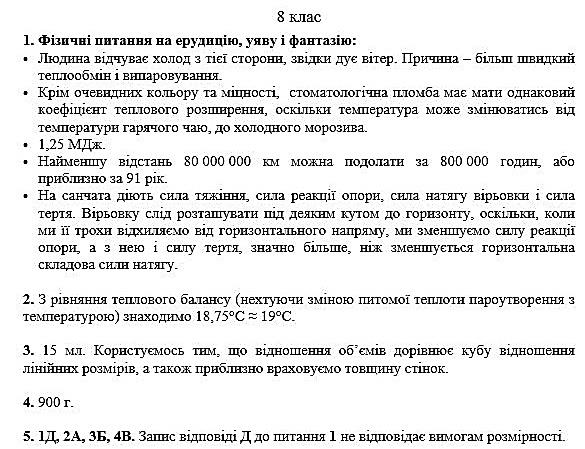 8 клас
1. Фізичні питання на ерудицію, уяву і фантазію:
• Людина відчуває холод з тієї сторони, звідки дує вітер. Причина – більш швидкий
теплообмін і випаровування.
• Крім очевидних кольору та міцності, стоматологічна пломба має мати однаковий
коефіцієнт теплового розширення, оскільки температура може змінюватись від
температури гарячого чаю, до холодного морозива.
• 1,25 МДж.
• Найменшу відстань 80 000 000 км можна подолати за 800 000 годин, або
приблизно за 91 рік.
• На санчата діють сила тяжіння, сила реакції опори, сила натягу вірьовки і сила
тертя. Вірьовку слід розташувати під деяким кутом до горизонту, оскільки, коли
ми її трохи відхиляємо від горизонтального напряму, ми зменшуємо силу реакції
опори, а з нею і силу тертя, значно більше, ніж зменшується горизонтальна
складова сили натягу.
2. З рівняння теплового балансу (нехтуючи зміною питомої теплоти пароутворення з
температурою) знаходимо 18,75°С ≈ 19°С.
3. 15 мл. Користуємось тим, що відношення об’ємів дорівнює кубу відношення
лінійних розмірів, а також приблизно враховуємо товщину стінок.
4. 900 г.
5. 1Д, 2А, 3Б, 4В. Запис відповіді Д до питання 1 не відповідає вимогам розмірності.